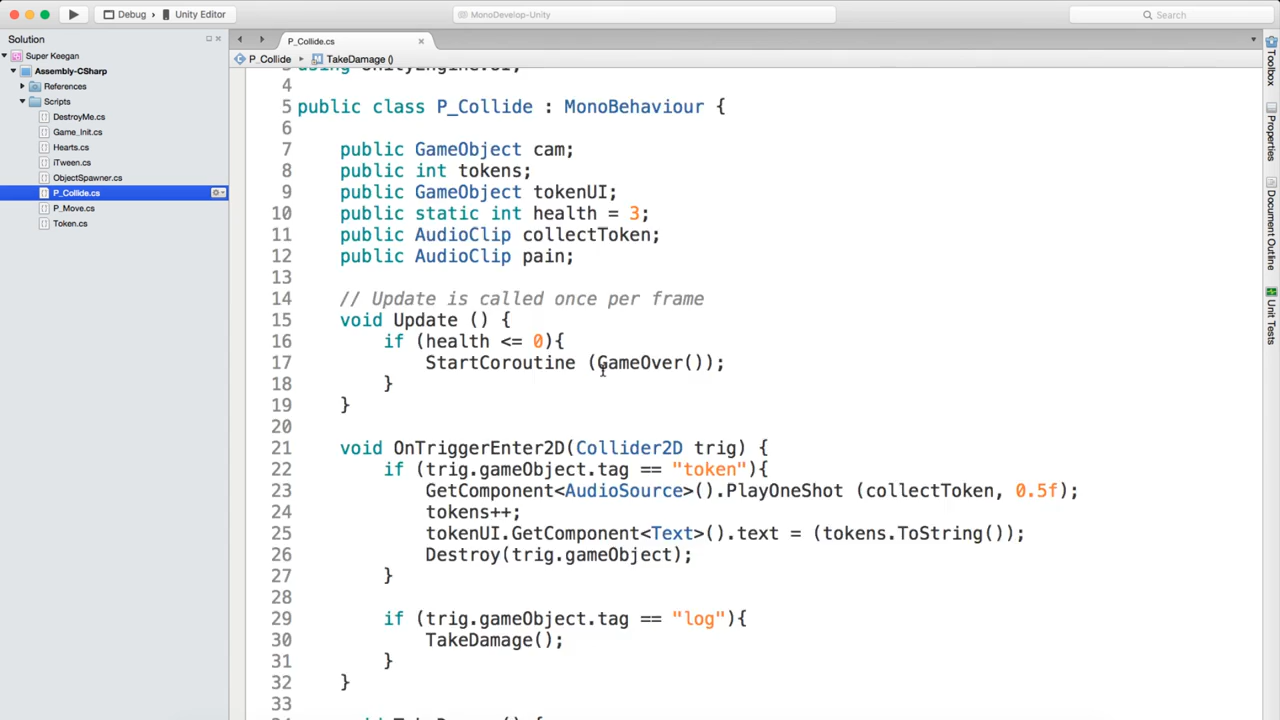 Debug › Unity Editor
MonoDevelop-Unity
Search
Solution
Super Keegan
Assembly-CSharp
References
Scripts
DestroyMe.cs
Game_Init.cs
Hearts.cs
iTween.cs
ObjectSpawner.cs
P_Collide.cs
P_Move.cs
Token.cs
P_Collide.cs
P_Collide TakeDamage ()
4
5 public class P_Collide : MonoBehaviour {
6
7 public GameObject cam;
8 public int tokens;
9 public GameObject tokenUI;
10 public static int health = 3;
11 public AudioClip collectToken;
12 public AudioClip pain;
13
14 // Update is called once per frame
15 void Update () {
16 if (health <= 0){
17 StartCoroutine (GameOver());
18 }
19 }
20
21 void OnTriggerEnter2D(Collider2D trig) {
22 if (trig.gameObject.tag == "token"){
23 GetComponent<AudioSource>().PlayOneShot (collectToken, 0.5f);
24 tokens++;
25 tokenUI.GetComponent<Text>().text = (tokens.ToString());
26 Destroy(trig.gameObject);
27 }
28
29 if (trig.gameObject.tag == "log"){
30 TakeDamage();
31 }
32 }
33
Toolbox
Properties
Document Outline
Unit Tests